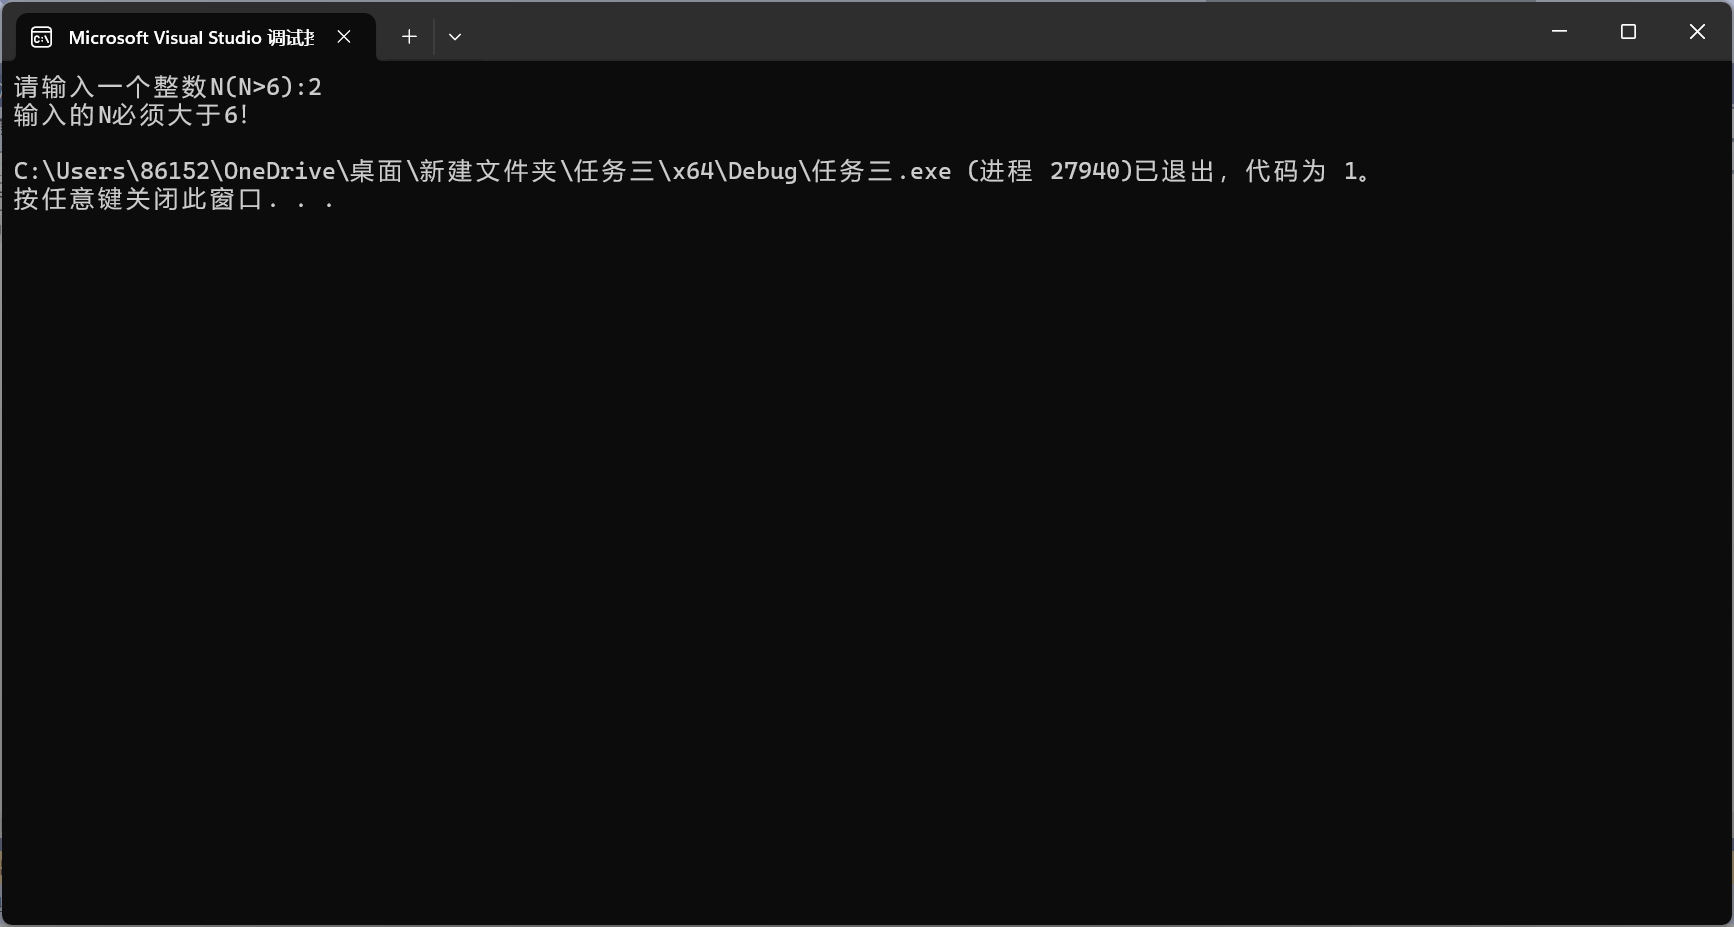 Microsoft Visual Studio 调试
请输入一个整数N(N>6):2
输入的N必须大于6!
C:\Users\86152\OneDrive\桌面\新建文件夹\任务三\x64\Debug\任务三.exe (进程 27940)已退出，代码为 1。
按任意键关闭此窗口. . .